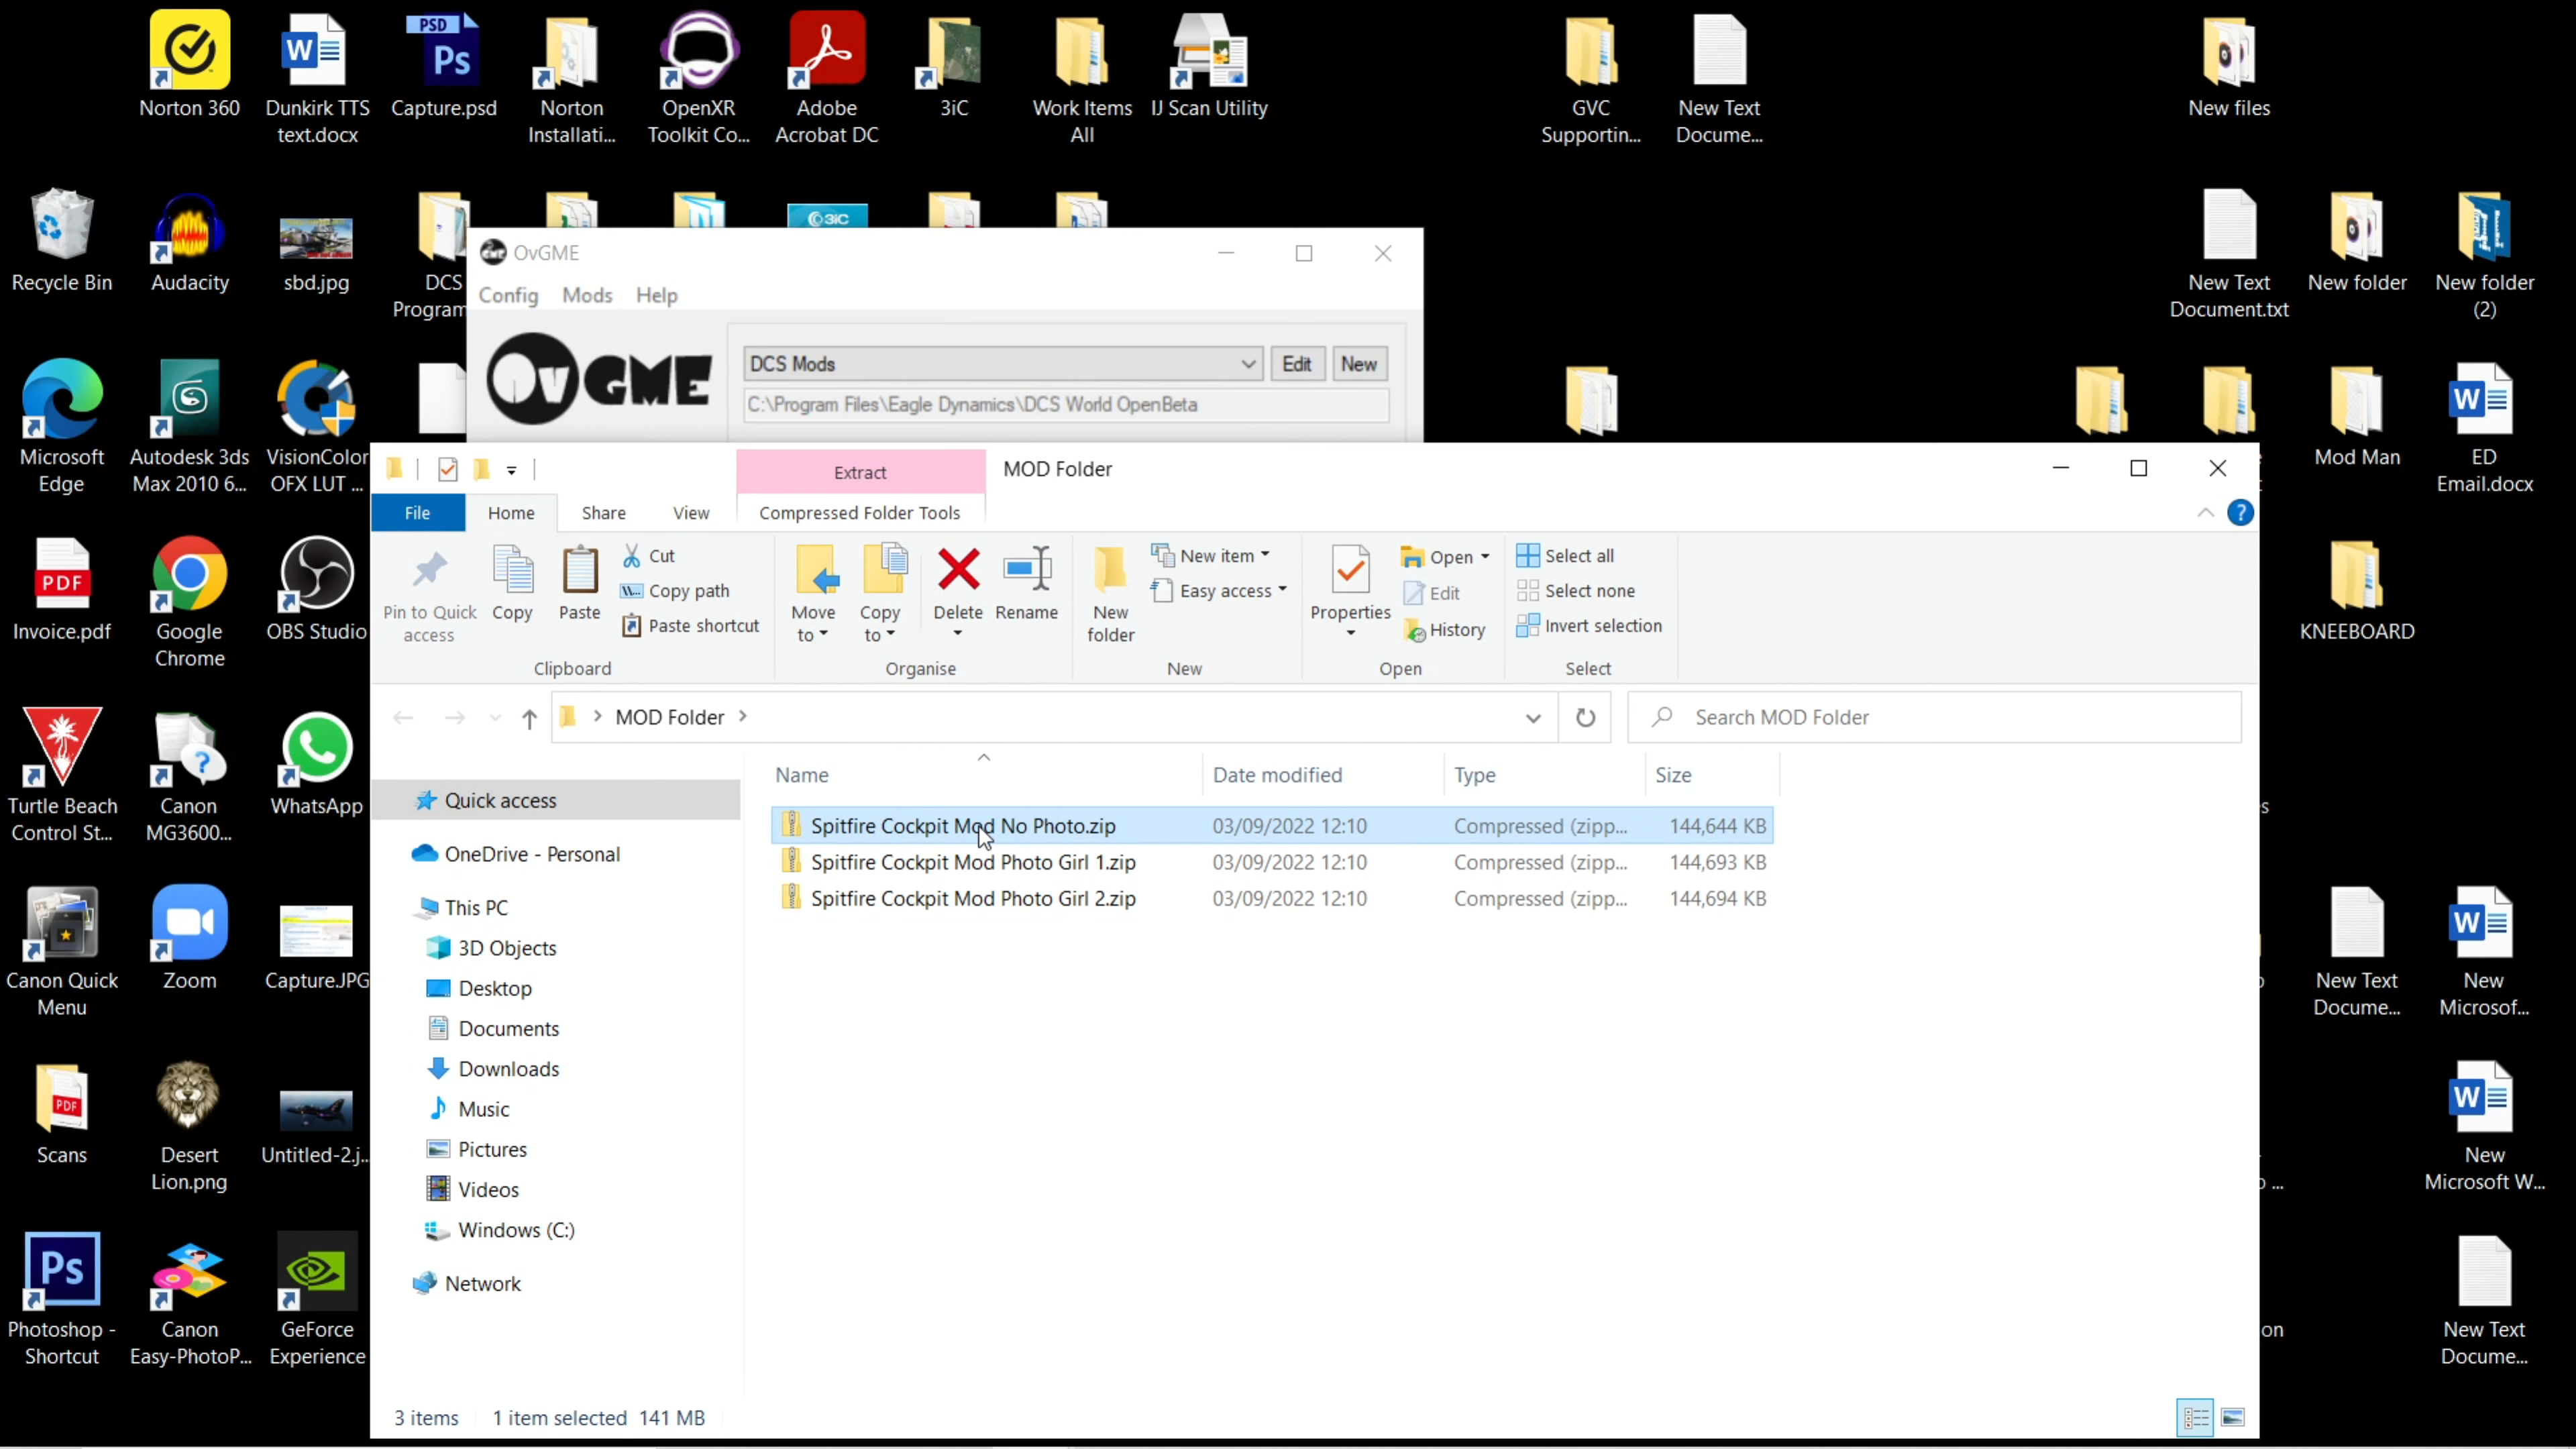 Norton 360
Dunkirk TTS
text.docx
PSD
Ps
Capture.psd
Norton
Installati...
OpenXR
Toolkit Co...
Adobe
Acrobat DC
3iC
Work Items
All
IJ Scan Utility
GVC
Supportin...
New Text
Docume...
New files
Recycle Bin
Audacity
sbd.jpg
DCS
Program
3iC
New Text
Document.txt
New folder
New folder
(2)
OvGME
Config Mods Help
OvGME
DCS Mods
Edit
New
C:\Program Files\Eagle Dynamics\DCS World OpenBeta
Microsoft
Edge
Autodesk 3ds
Max 2010 6...
VisionColor
OFX LUT ...
Mod Man
ED
Email.docx
Extract
MOD Folder
File
Home
Share
View
Compressed Folder Tools
Pin to Quick
access
Copy
Paste
Cut
Copy path
Paste shortcut
Clipboard
Move
to
Copy
to
Delete
Rename
Organise
New
folder
New item
Easy access
New
Properties
Open
Edit
History
Open
Select all
Select none
Invert selection
Select
PDF
Invoice.pdf
Google
Chrome
OBS Studio
KNEEBOARD
MOD Folder
Search MOD Folder
Turtle Beach
Control St...
Canon
MG3600...
WhatsApp
Quick access
OneDrive - Personal
This PC
3D Objects
Desktop
Documents
Downloads
Music
Pictures
Videos
Windows (C:)
Network
Name Date modified Type Size
Spitfire Cockpit Mod No Photo.zip 03/09/2022 12:10 Compressed (zipp... 144,644 KB
Spitfire Cockpit Mod Photo Girl 1.zip 03/09/2022 12:10 Compressed (zipp... 144,693 KB
Spitfire Cockpit Mod Photo Girl 2.zip 03/09/2022 12:10 Compressed (zipp... 144,694 KB
Canon Quick
Menu
Zoom
Capture.JPG
New Text
Docume...
New
Microsof...
PDF
Scans
Desert
Lion.png
Untitled-2.j...
New
Microsoft W...
Ps
Photoshop -
Shortcut
Canon
Easy-PhotoP...
GeForce
Experience
on
New Text
Docume...
3 items 1 item selected 141 MB